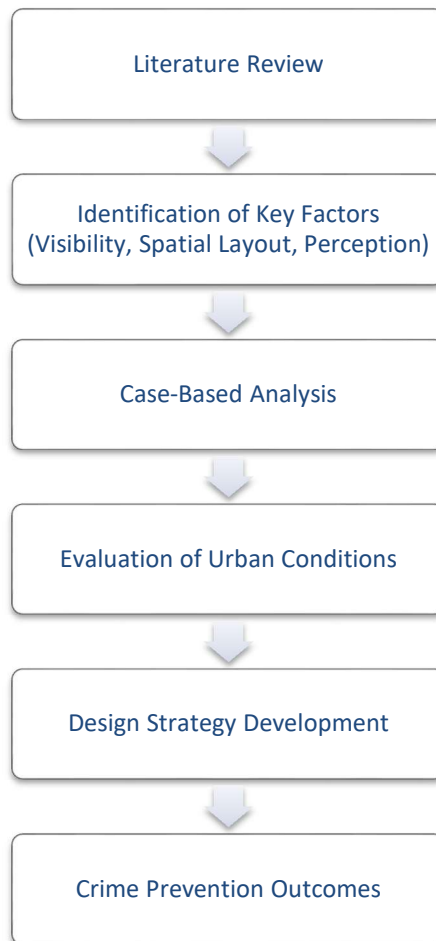 Literature Review
Identification of Key Factors
(Visibility, Spatial Layout, Perception)
Case-Based Analysis
Evaluation of Urban Conditions
Design Strategy Development
Crime Prevention Outcomes